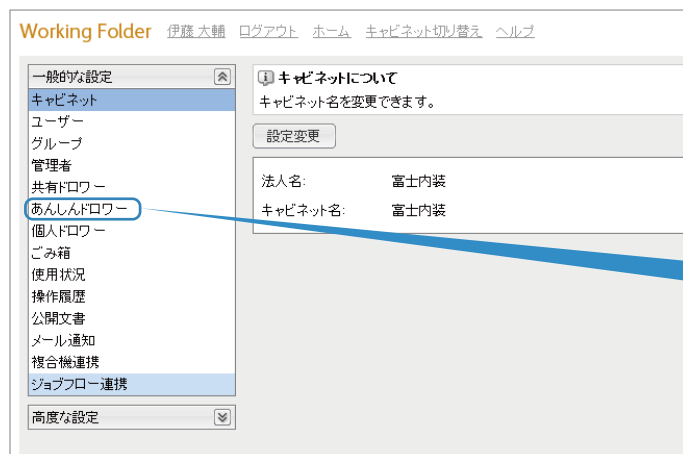 Working Folder 伊藤 大輔 ログアウト ホーム キャビネット切り替え ヘルプ
一般的な設定
キャビネット
ユーザー
グループ
管理者
共有ドロワー
あんしんドロワー
個人ドロワー
ごみ箱
使用状況
操作履歴
公開文書
メール通知
複合機連携
ジョブフロー連携
高度な設定
キャビネットについて
キャビネット名を変更できます。
設定変更
法人名: 富士内装
キャビネット名: 富士内装